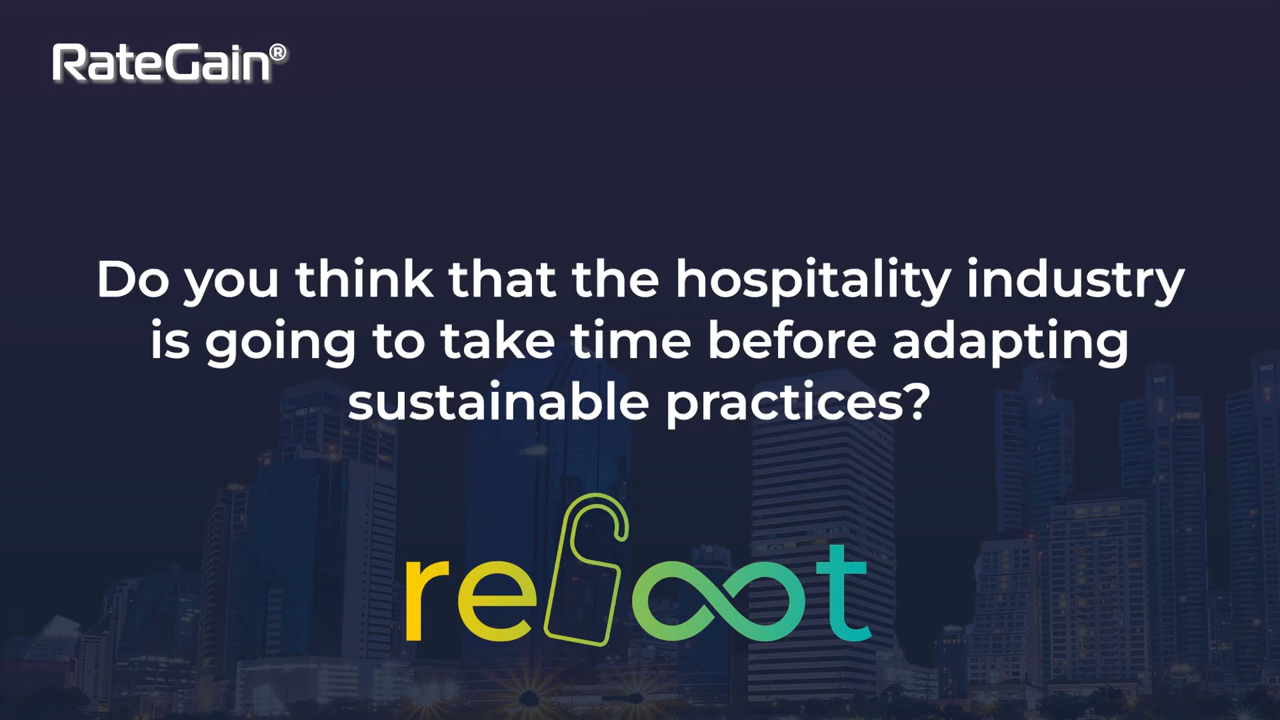 RateGain®
Do you think that the hospitality industry
is going to take time before adapting
sustainable practices?
reboot